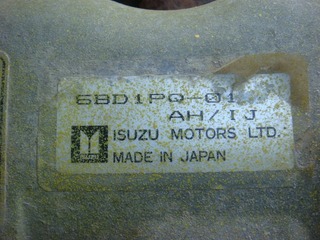 6BD1PQ-01
AH/IJ
ISUZU MOTORS LTD.
MADE IN JAPAN